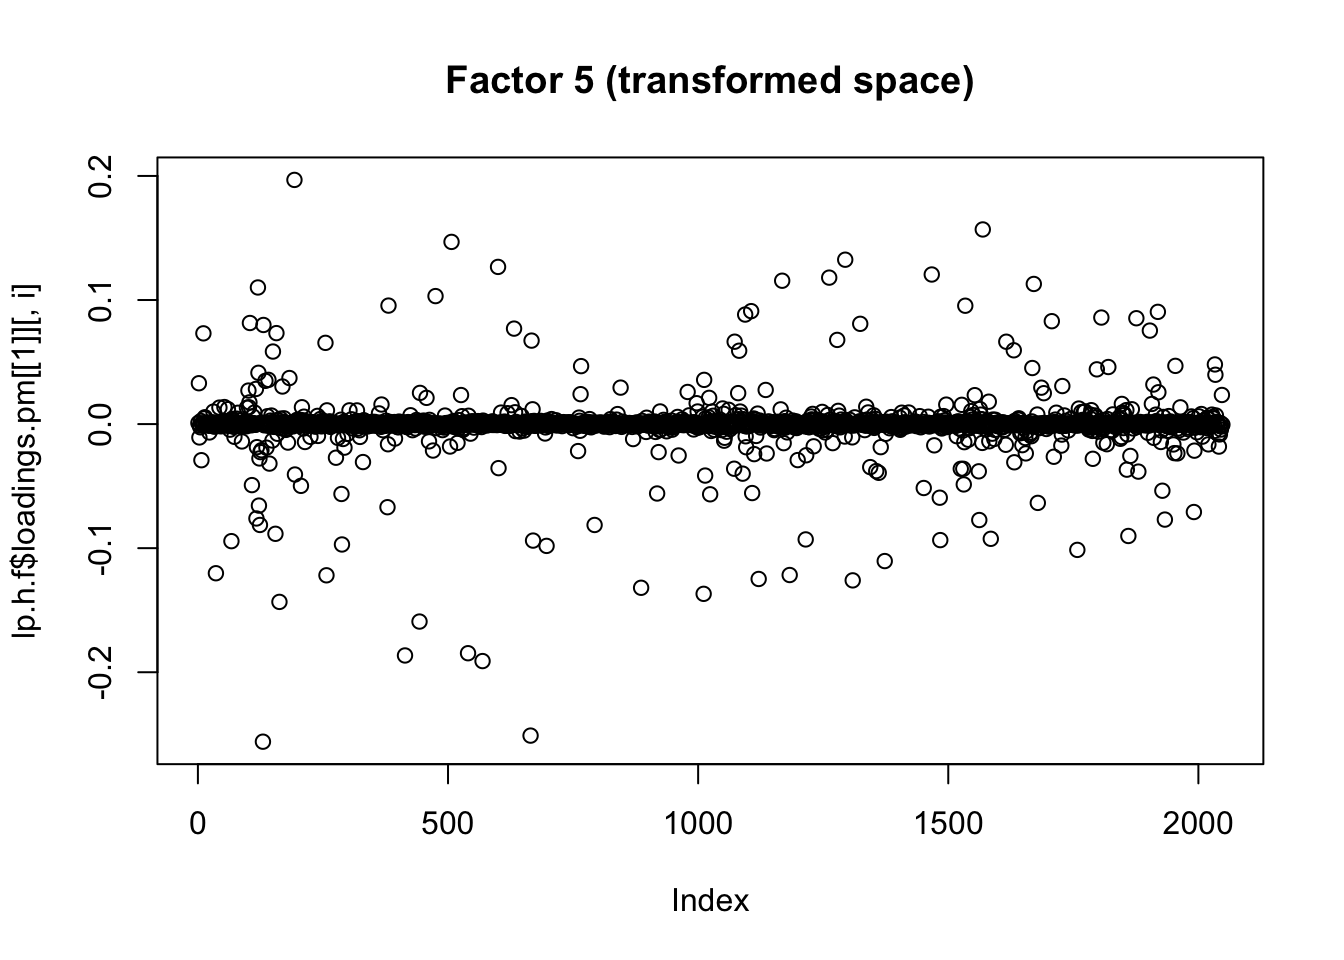 Factor 5 (transformed space)
lp.h.f$loadings.pm[[1]][, i]
0.2
0.1
0.0
-0.1
-0.2
0 500 1000 1500 2000
Index